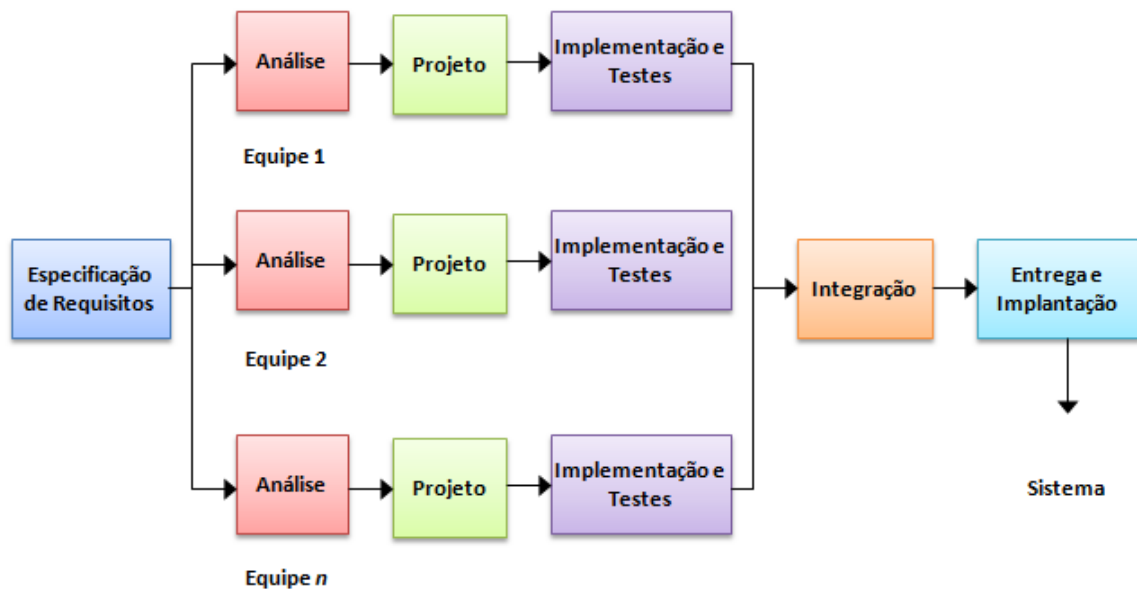 Análise
Projeto
Implementação e
Testes
Equipe 1
Especificação
de Requisitos
Análise
Projeto
Implementação e
Testes
Equipe 2
Integração
Entrega e
Implantação
Análise
Projeto
Implementação e
Testes
Equipe n
Sistema